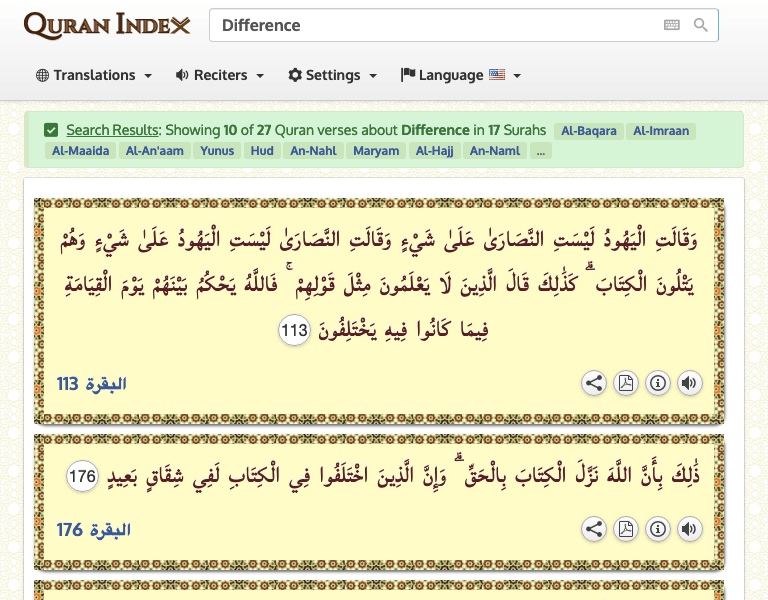 QURAN INDEX
Difference
Translations Reciters Settings Language
Search Results: Showing 10 of 27 Quran verses about Difference in 17 Surahs Al-Baqara Al-Imraan
Al-Maaida Al-An'aam Yunus Hud An-Nahl Maryam Al-Hajj An-Naml ...
وَقَالَتِ الْيَهُودُ لَيْسَتِ النَّصَارَىٰ عَلَىٰ شَيْءٍ وَقَالَتِ النَّصَارَىٰ لَيْسَتِ الْيَهُودُ عَلَىٰ شَيْءٍ وَهُمْ
يَتْلُونَ الْكِتَابَ ۗ كَذَٰلِكَ قَالَ الَّذِينَ لَا يَعْلَمُونَ مِثْلَ قَوْلِهِمْ ۚ فَاللَّهُ يَحْكُمُ بَيْنَهُمْ يَوْمَ الْقِيَامَةِ
فِيمَا كَانُوا فِيهِ يَخْتَلِفُونَ 113
البقرة 113
ذَٰلِكَ بِأَنَّ اللَّهَ نَزَّلَ الْكِتَابَ بِالْحَقِّ ۗ وَإِنَّ الَّذِينَ اخْتَلَفُوا فِي الْكِتَابِ لَفِي شِقَاقٍ بَعِيدٍ 176
البقرة 176